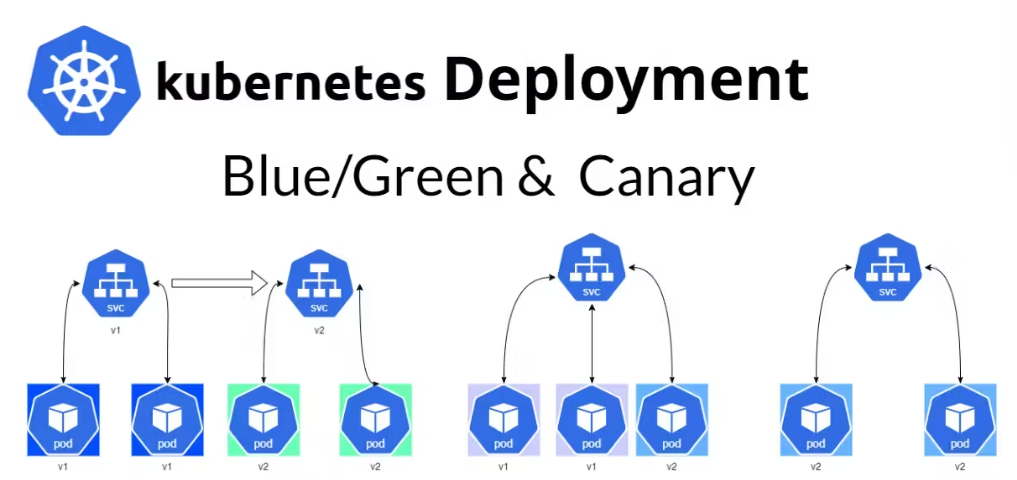 kubernetes Deployment
Blue/Green & Canary
svc svc svc svc
v1 v2
pod pod pod pod pod pod pod pod pod
v1 v1 v2 v2 v1 v1 v2 v2 v2